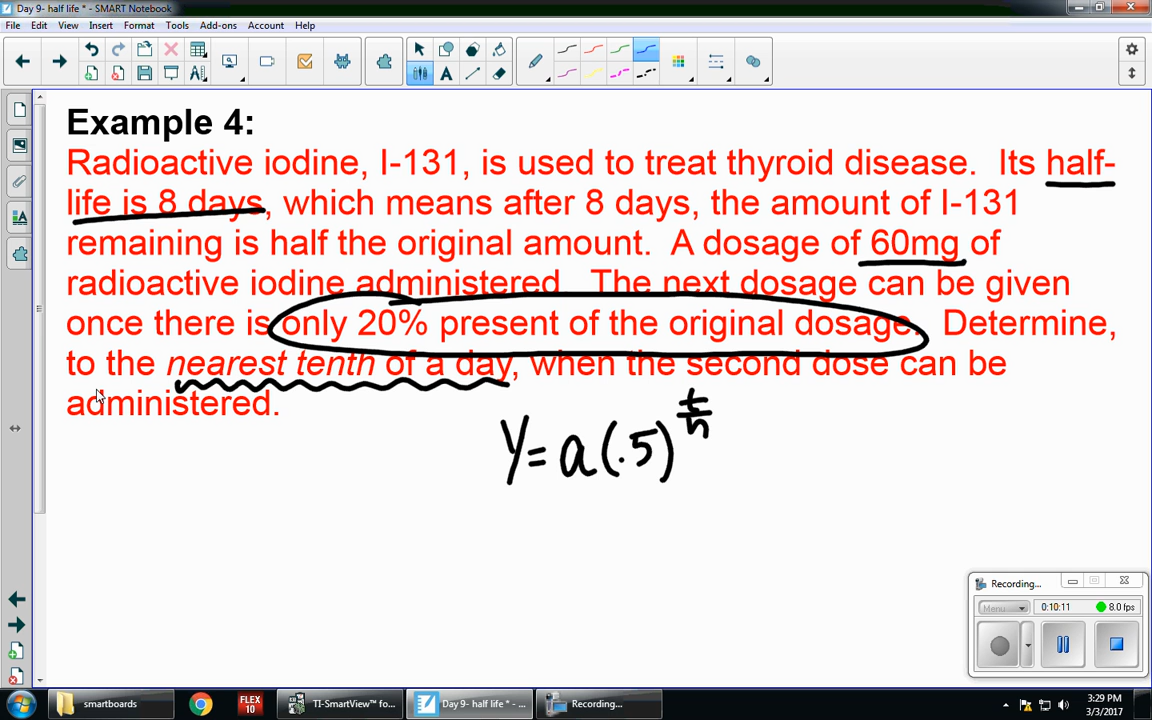 Day 9- half life * - SMART Notebook
File Edit View Insert Format Tools Add-ons Account Help
Example 4:
Radioactive iodine, I-131, is used to treat thyroid disease. Its half-
life is 8 days, which means after 8 days, the amount of I-131
remaining is half the original amount. A dosage of 60mg of
radioactive iodine administered. The next dosage can be given
once there is only 20% present of the original dosage. Determine,
to the nearest tenth of a day, when the second dose can be
administered.
Y = a(.5)^(t/h)
Recording...
Menu 0:10:11 8.0 fps
smartboards FLEX 10 TI-SmartView™ fo... Day 9- half life * - ... Recording... 3:29 PM
3/3/2017